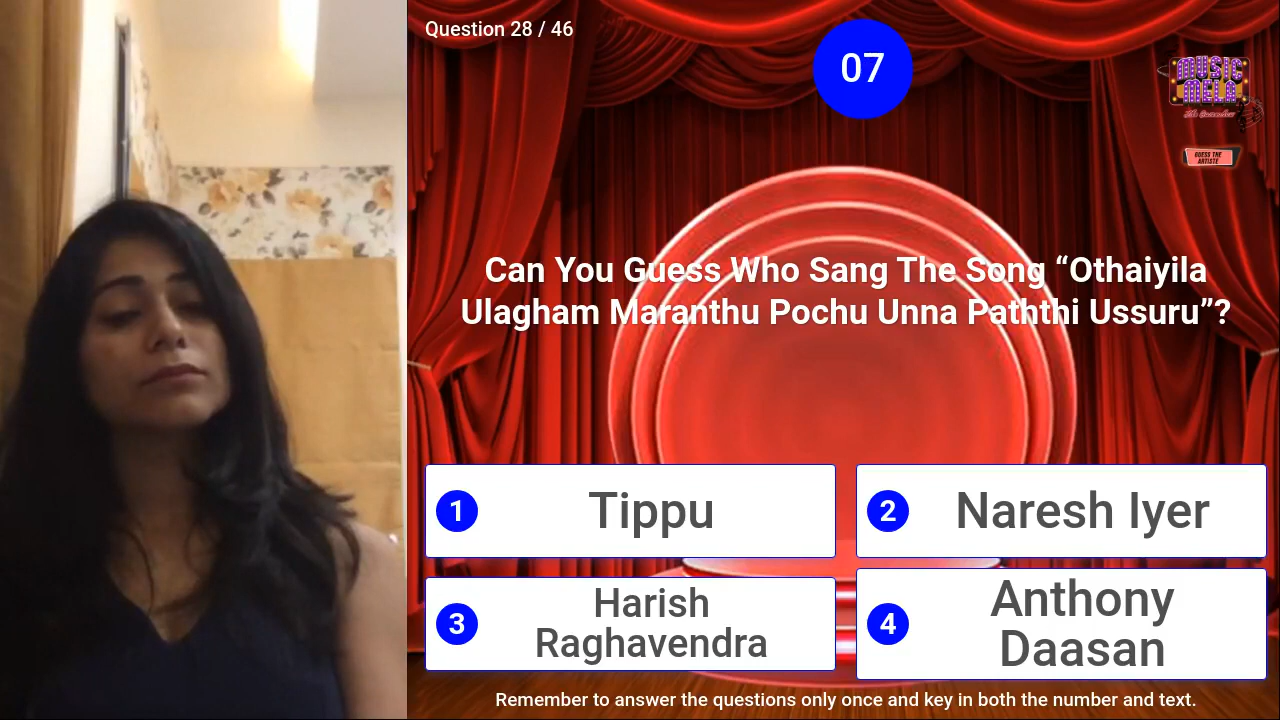 Question 28 / 46
07
MUSIC
MELA
GUESS THE
ARTISTE
Can You Guess Who Sang The Song “Othaiyila
Ulagham Maranthu Pochu Unna Paththi Ussuru”?
1 Tippu
2 Naresh Iyer
3 Harish
Raghavendra
4 Anthony
Daasan
Remember to answer the questions only once and key in both the number and text.